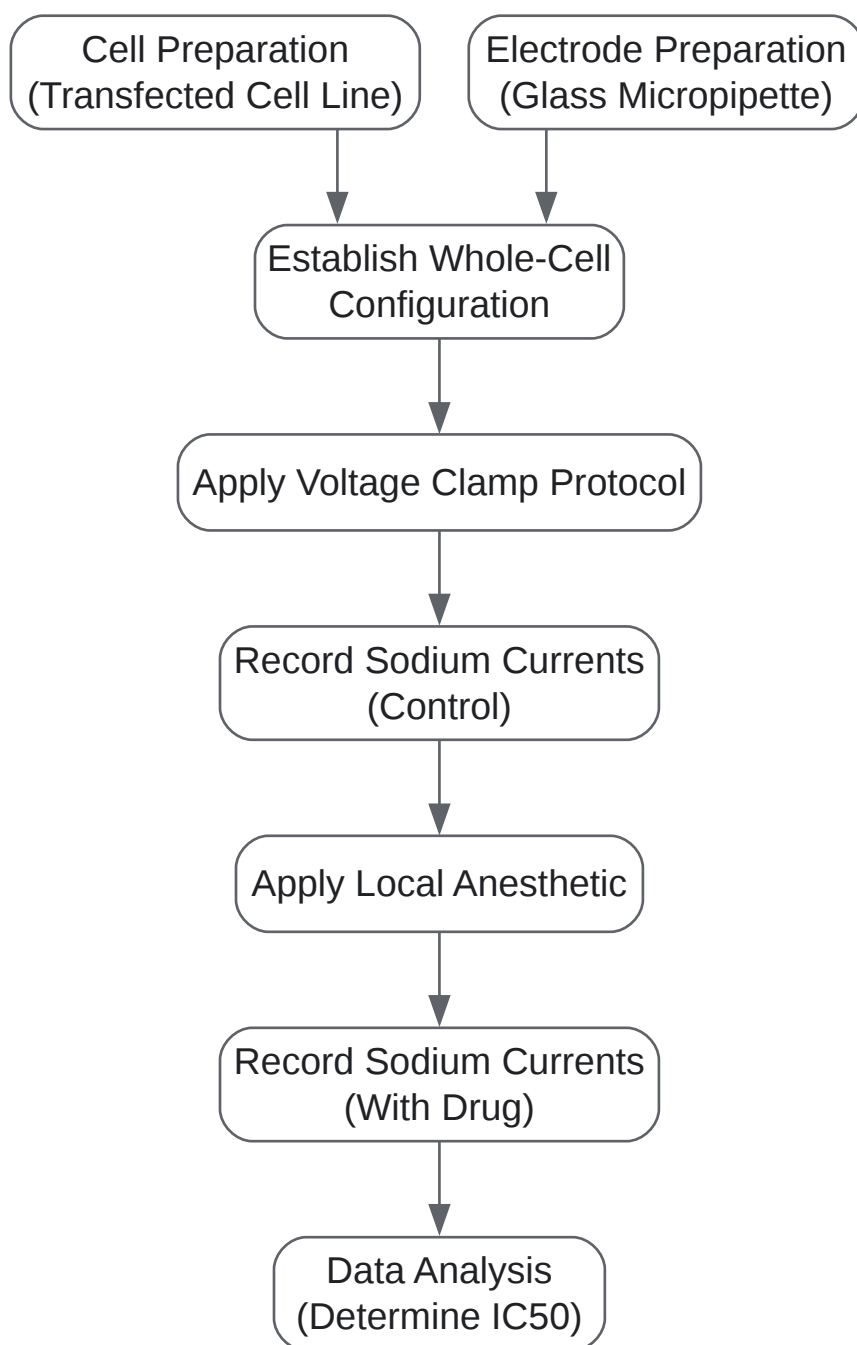 Cell Preparation
(Transfected Cell Line)
Electrode Preparation
(Glass Micropipette)
Establish Whole-Cell
Configuration
Apply Voltage Clamp Protocol
Record Sodium Currents
(Control)
Apply Local Anesthetic
Record Sodium Currents
(With Drug)
Data Analysis
(Determine IC50)